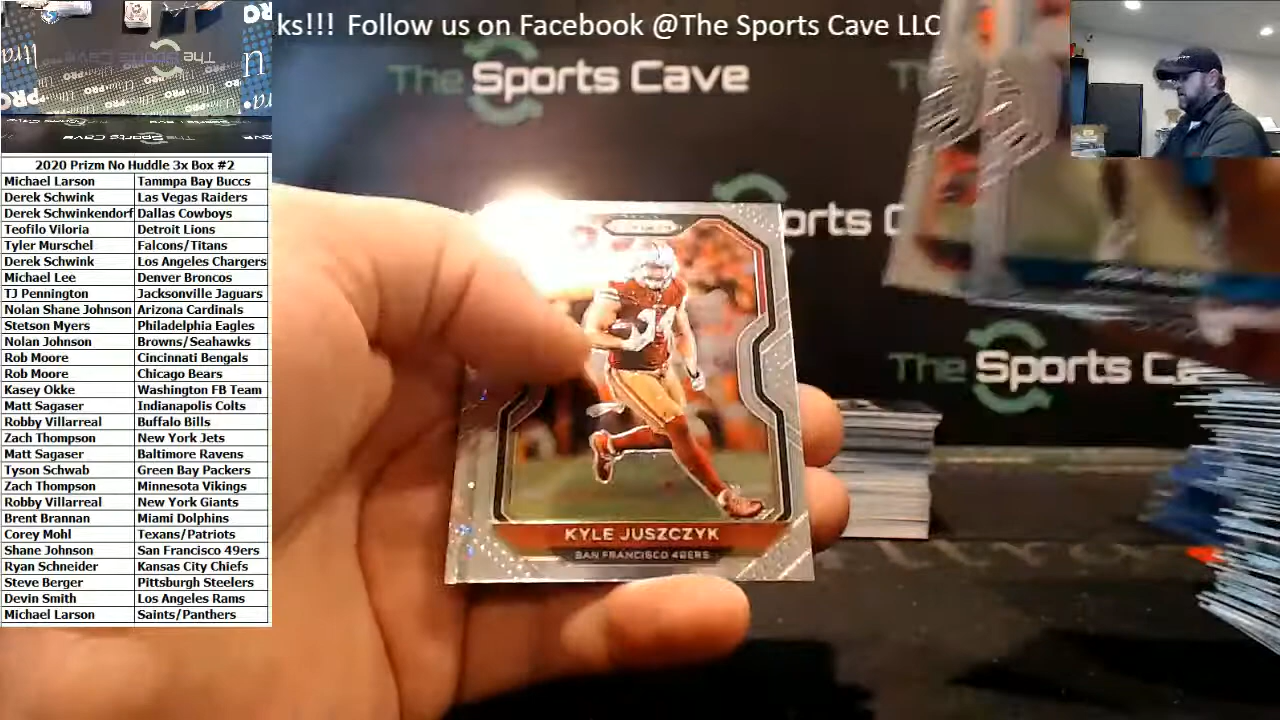 ks!!! Follow us on Facebook @The Sports Cave LLC
The Sports Cave
The Sports Cave
2020 Prizm No Huddle 3x Box #2
Michael Larson Tammpa Bay Buccs
Derek Schwink Las Vegas Raiders
Derek Schwinkendorf Dallas Cowboys
Teofilo Viloria Detroit Lions
Tyler Murschel Falcons/Titans
Derek Schwink Los Angeles Chargers
Michael Lee Denver Broncos
TJ Pennington Jacksonville Jaguars
Nolan Shane Johnson Arizona Cardinals
Stetson Myers Philadelphia Eagles
Nolan Johnson Browns/Seahawks
Rob Moore Cincinnati Bengals
Rob Moore Chicago Bears
Kasey Okke Washington FB Team
Matt Sagaser Indianapolis Colts
Robby Villarreal Buffalo Bills
Zach Thompson New York Jets
Matt Sagaser Baltimore Ravens
Tyson Schwab Green Bay Packers
Zach Thompson Minnesota Vikings
Robby Villarreal New York Giants
Brent Brannan Miami Dolphins
Corey Mohl Texans/Patriots
Shane Johnson San Francisco 49ers
Ryan Schneider Kansas City Chiefs
Steve Berger Pittsburgh Steelers
Devin Smith Los Angeles Rams
Michael Larson Saints/Panthers
orts C
The Sports Ca
KYLE JUSZCZYK
SAN FRANCISCO 49ERS